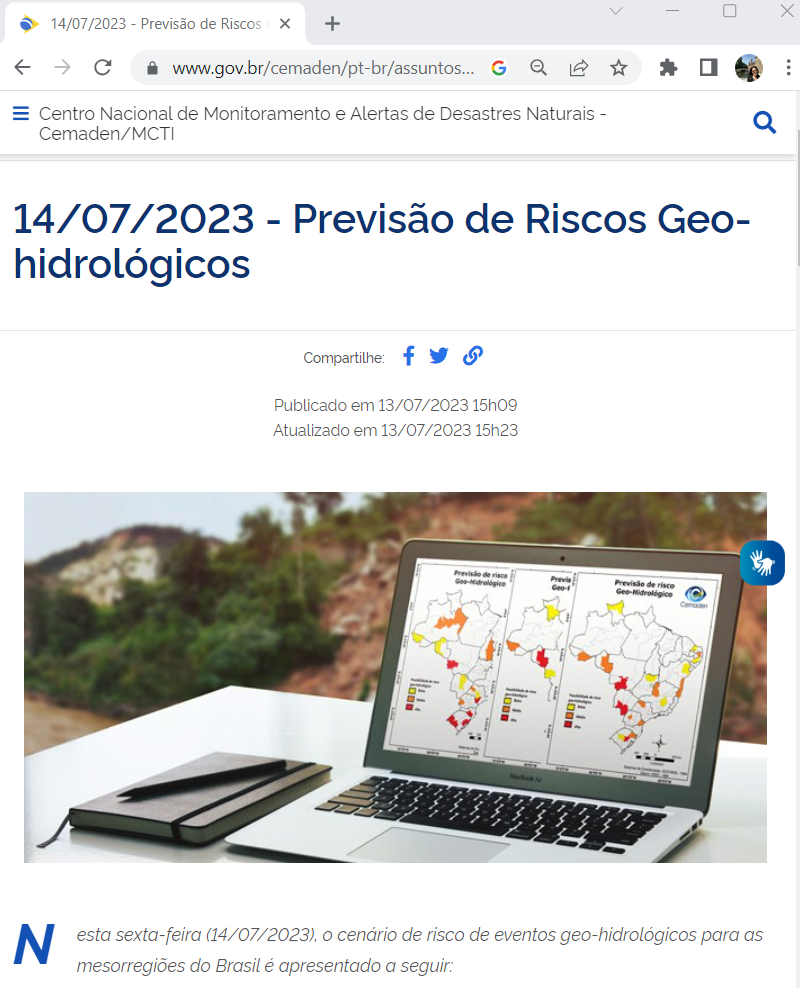 14/07/2023 - Previsão de Riscos
www.gov.br/cemaden/pt-br/assuntos...
Centro Nacional de Monitoramento e Alertas de Desastres Naturais -
Cemaden/MCTI
14/07/2023 - Previsão de Riscos Geo-
hidrológicos
Compartilhe:
Publicado em 13/07/2023 15h09
Atualizado em 13/07/2023 15h23
Previsão de risco
Geo-Hidrológico
Previs
Geo-H
Previsão de risco
Geo-Hidrológico
Cemaden
MacBook Air
Nesta sexta-feira (14/07/2023), o cenário de risco de eventos geo-hidrológicos para as
mesorregiões do Brasil é apresentado a seguir: